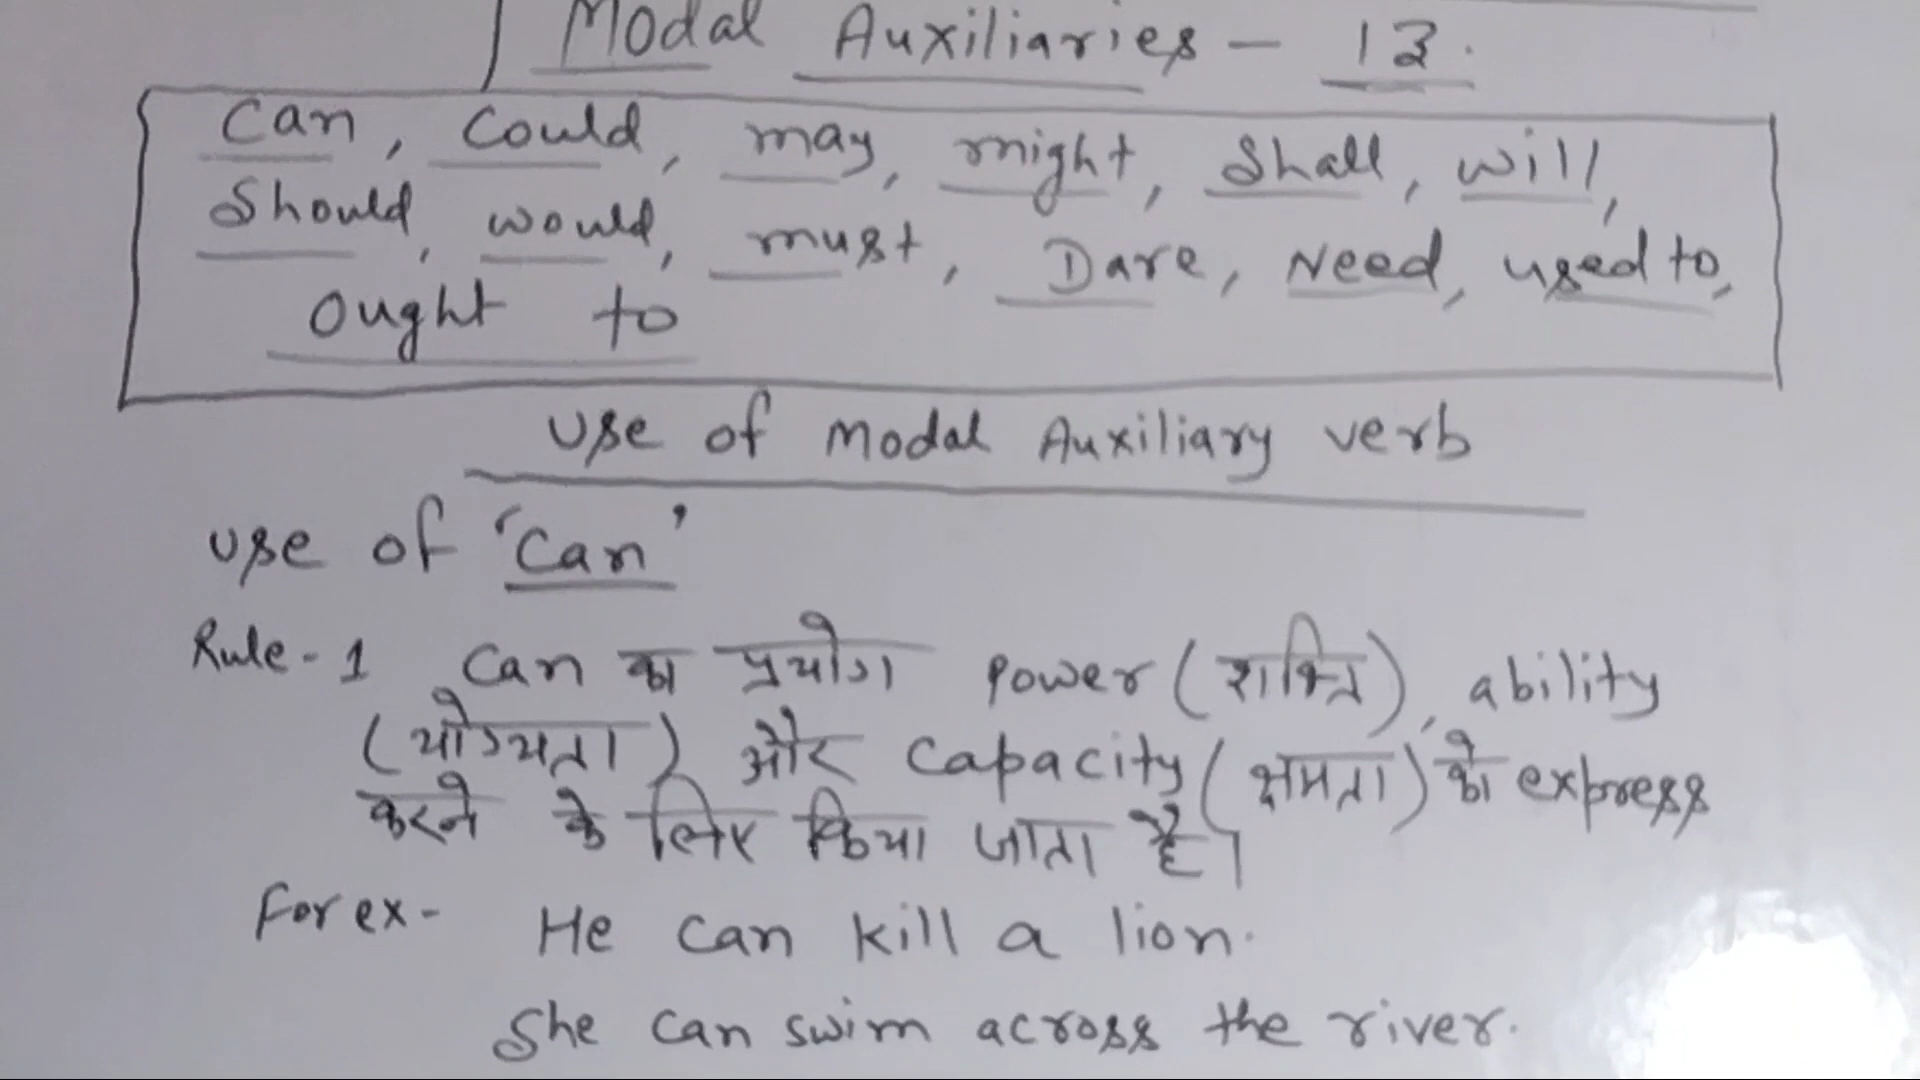 Modal Auxiliaries - 13.
Can, Could, may, might, Shall, will,
Should, would, must, Dare, Need, used to,
ought to
Use of Modal Auxiliary verb
Use of 'Can'
Rule-1 Can का प्रयोग power (शक्ति), ability
(योग्यता) और Capacity (क्षमता) को express
करने के लिए किया जाता है।
For ex- He can kill a lion.
She can swim across the river.